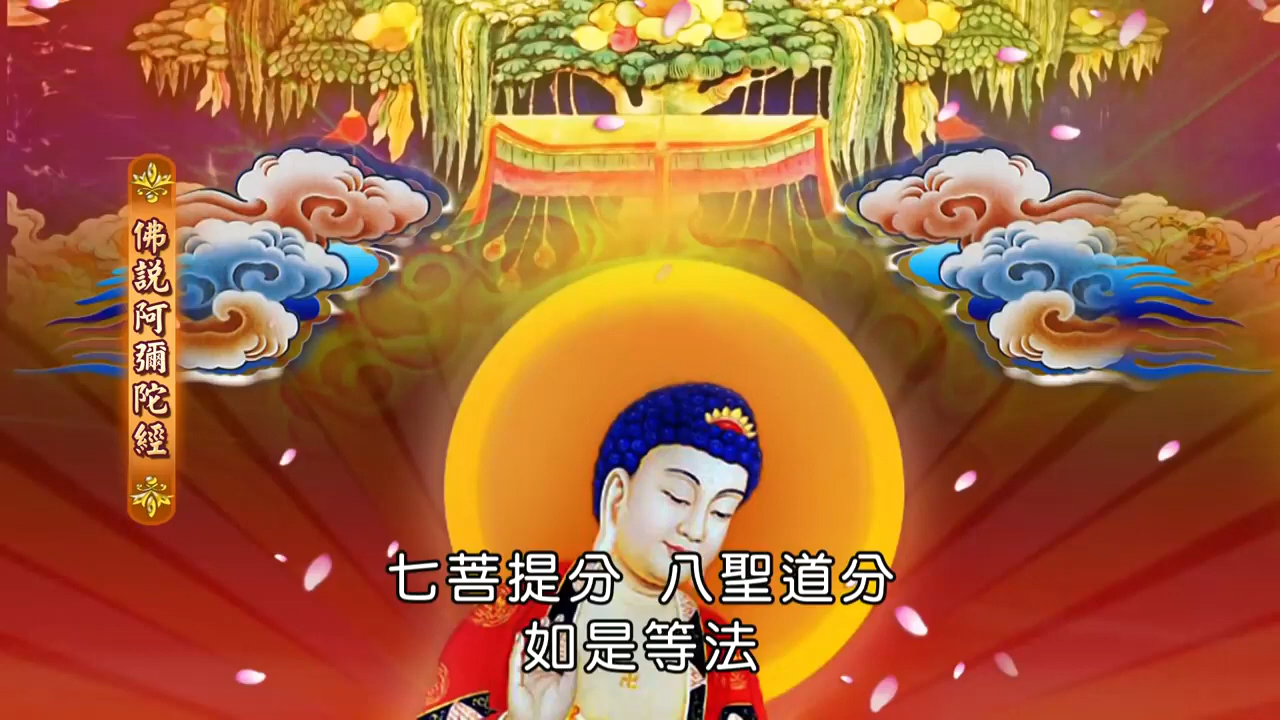 佛說阿彌陀經
七菩提分 八聖道分
如是等法